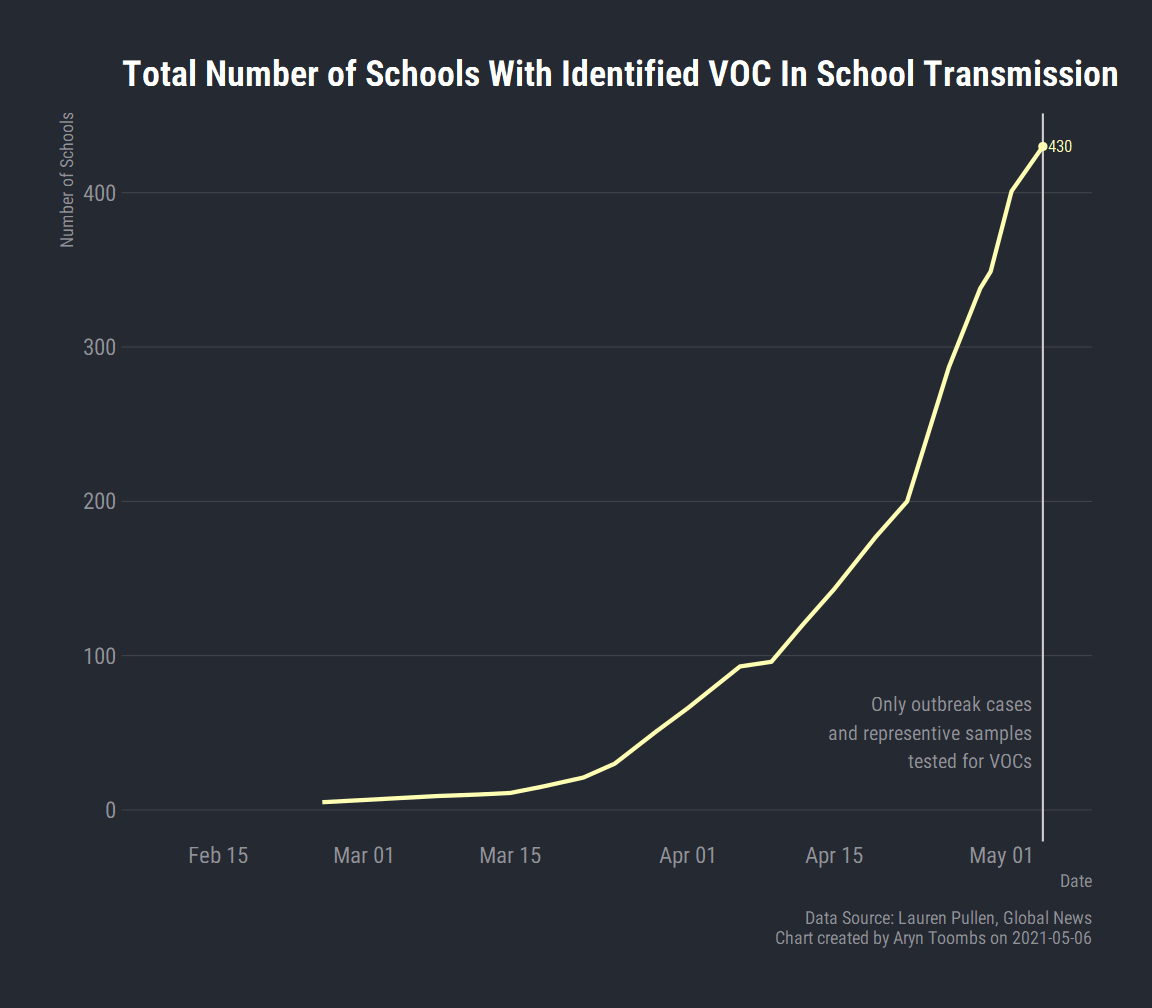 Total Number of Schools With Identified VOC In School Transmission
Number of Schools
430
400
300
200
100
0
Only outbreak cases
and representive samples
tested for VOCs
Feb 15
Mar 01
Mar 15
Apr 01
Apr 15
May 01
Date
Data Source: Lauren Pullen, Global News
Chart created by Aryn Toombs on 2021-05-06